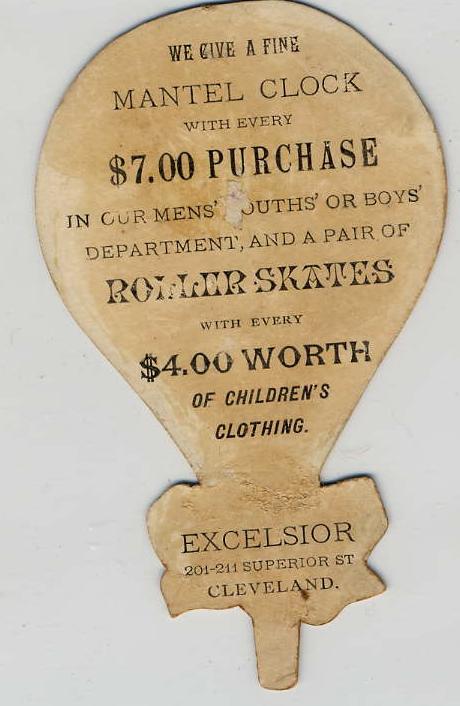 WE GIVE A FINE
MANTEL CLOCK
WITH EVERY
$7.00 PURCHASE
IN OUR MENS' OUTHS' OR BOYS'
DEPARTMENT, AND A PAIR OF
ROLLER SKATES
WITH EVERY
$4.00 WORTH
OF CHILDREN'S
CLOTHING.
EXCELSIOR
201-211 SUPERIOR ST
CLEVELAND.